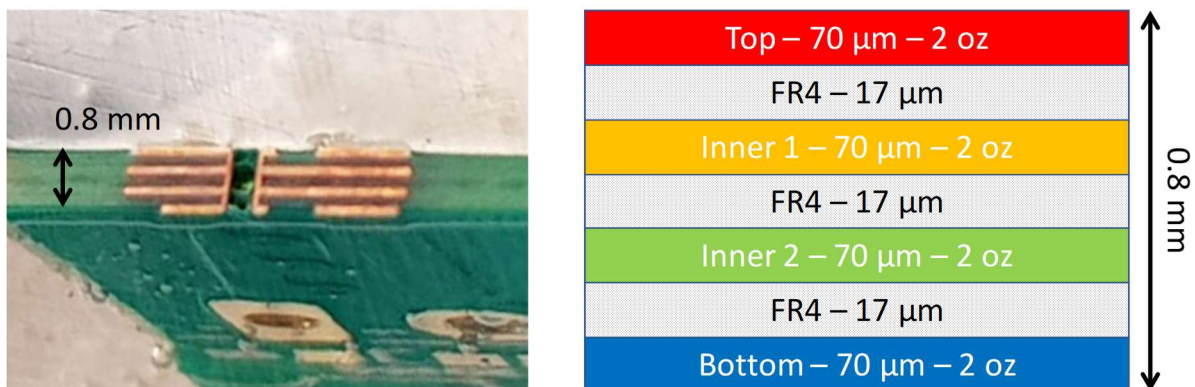 0.8 mm
Top – 70 µm – 2 oz
FR4 – 17 µm
Inner 1 – 70 µm – 2 oz
FR4 – 17 µm
Inner 2 – 70 µm – 2 oz
FR4 – 17 µm
Bottom – 70 µm – 2 oz
0.8 mm